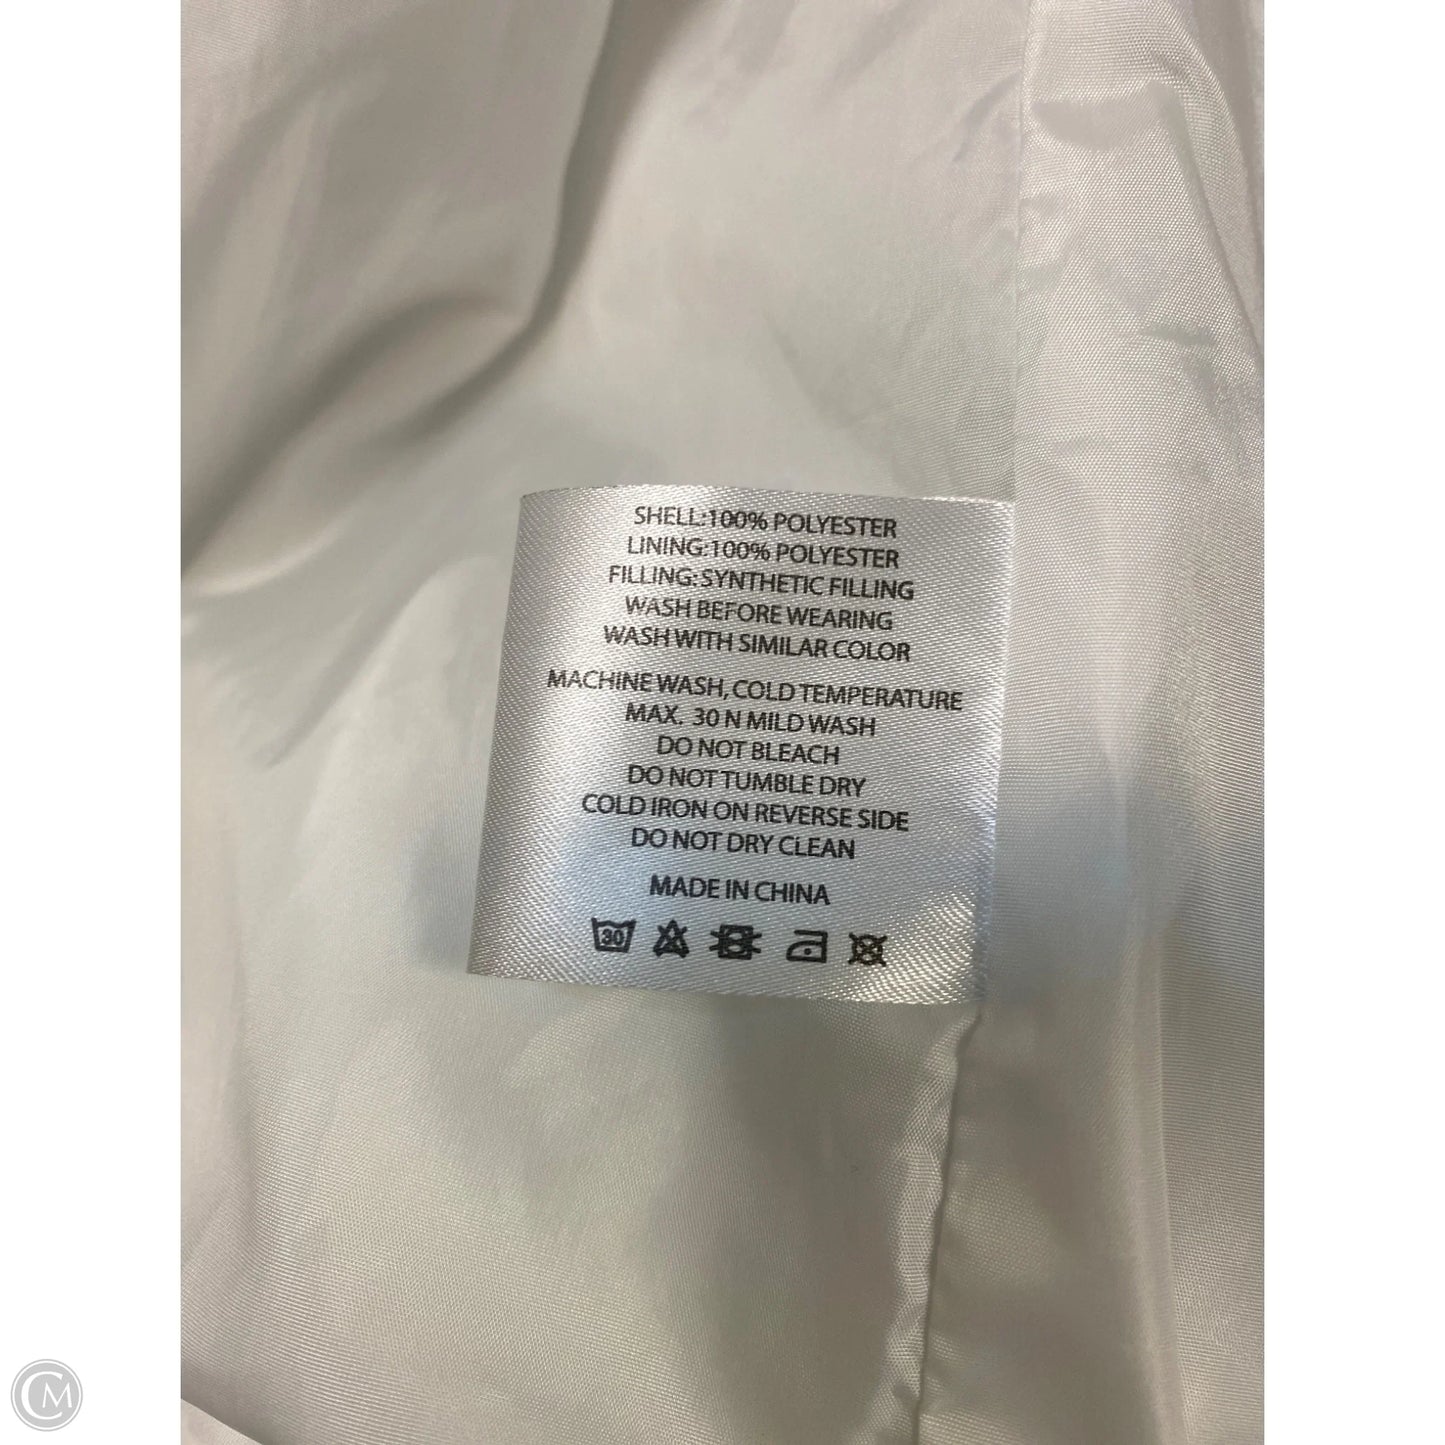 SHELL:100% POLYESTER
LINING:100% POLYESTER
FILLING:SYNTHETIC FILLING
WASH BEFORE WEARING
WASH WITH SIMILAR COLOR
MACHINE WASH, COLD TEMPERATURE
MAX. 30 N MILD WASH
DO NOT BLEACH
DO NOT TUMBLE DRY
COLD IRON ON REVERSE SIDE
DO NOT DRY CLEAN
MADE IN CHINA
30
CM